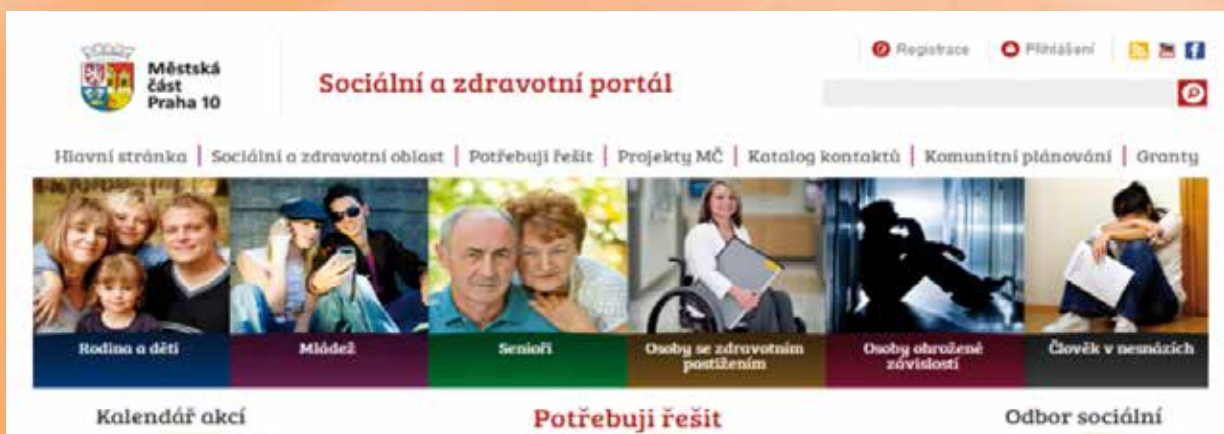 Městská
část
Praha 10
Sociální a zdravotní portál
Registrace
Přihlášení
Hlavní stránka | Sociální a zdravotní oblast | Potřebuji řešit | Projekty MČ | Katalog kontaktů | Komunitní plánování | Granty
Rodina a děti
Mládež
Senioři
Osoby se zdravotním
postižením
Osoby ohrožené
závislostí
Člověk v nesnázích
Kalendář akcí
Potřebuji řešit
Odbor sociální